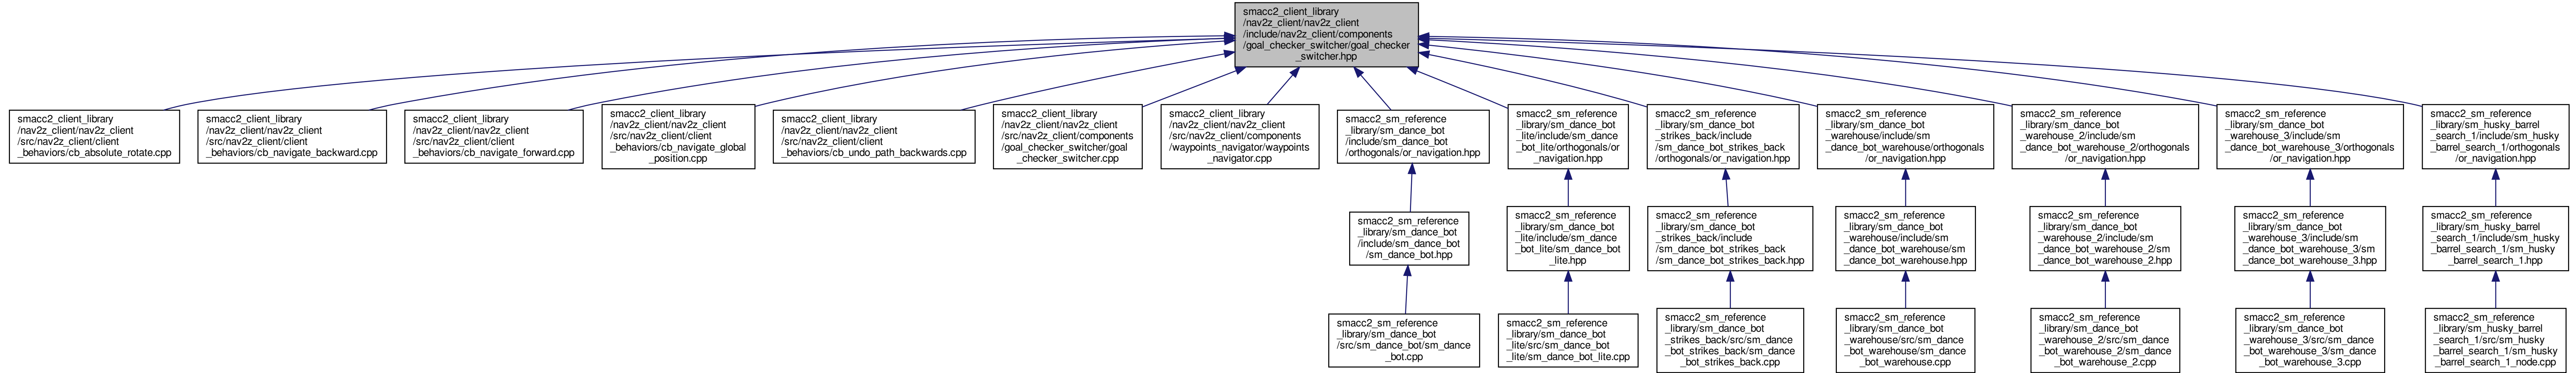 smacc2_client_library
/nav2z_client/nav2z_client
/include/nav2z_client/components
/goal_checker_switcher/goal_checker
_switcher.hpp
smacc2_client_library
/nav2z_client/nav2z_client
/src/nav2z_client/client
_behaviors/cb_absolute_rotate.cpp
smacc2_client_library
/nav2z_client/nav2z_client
/src/nav2z_client/client
_behaviors/cb_navigate_backward.cpp
smacc2_client_library
/nav2z_client/nav2z_client
/src/nav2z_client/client
_behaviors/cb_navigate_forward.cpp
smacc2_client_library
/nav2z_client/nav2z_client
/src/nav2z_client/client
_behaviors/cb_navigate_global
_position.cpp
smacc2_client_library
/nav2z_client/nav2z_client
/src/nav2z_client/client
_behaviors/cb_undo_path_backwards.cpp
smacc2_client_library
/nav2z_client/nav2z_client
/src/nav2z_client/components
/goal_checker_switcher/goal
_checker_switcher.cpp
smacc2_client_library
/nav2z_client/nav2z_client
/src/nav2z_client/components
/waypoints_navigator/waypoints
_navigator.cpp
smacc2_sm_reference
_library/sm_dance_bot
/include/sm_dance_bot
/orthogonals/or_navigation.hpp
smacc2_sm_reference
_library/sm_dance_bot
_lite/include/sm_dance
_bot_lite/orthogonals/or
_navigation.hpp
smacc2_sm_reference
_library/sm_dance_bot
_strikes_back/include
/sm_dance_bot_strikes_back
/orthogonals/or_navigation.hpp
smacc2_sm_reference
_library/sm_dance_bot
_warehouse/include/sm
_dance_bot_warehouse/orthogonals
/or_navigation.hpp
smacc2_sm_reference
_library/sm_dance_bot
_warehouse_2/include/sm
_dance_bot_warehouse_2/orthogonals
/or_navigation.hpp
smacc2_sm_reference
_library/sm_dance_bot
_warehouse_3/include/sm
_dance_bot_warehouse_3/orthogonals
/or_navigation.hpp
smacc2_sm_reference
_library/sm_husky_barrel
_search_1/include/sm_husky
_barrel_search_1/orthogonals
/or_navigation.hpp
smacc2_sm_reference
_library/sm_dance_bot
/include/sm_dance_bot
/sm_dance_bot.hpp
smacc2_sm_reference
_library/sm_dance_bot
_lite/include/sm_dance
_bot_lite/sm_dance_bot
_lite.hpp
smacc2_sm_reference
_library/sm_dance_bot
_strikes_back/include
/sm_dance_bot_strikes_back
/sm_dance_bot_strikes_back.hpp
smacc2_sm_reference
_library/sm_dance_bot
_warehouse/include/sm
_dance_bot_warehouse/sm
_dance_bot_warehouse.hpp
smacc2_sm_reference
_library/sm_dance_bot
_warehouse_2/include/sm
_dance_bot_warehouse_2/sm
_dance_bot_warehouse_2.hpp
smacc2_sm_reference
_library/sm_dance_bot
_warehouse_3/include/sm
_dance_bot_warehouse_3/sm
_dance_bot_warehouse_3.hpp
smacc2_sm_reference
_library/sm_husky_barrel
_search_1/include/sm_husky
_barrel_search_1/sm_husky
_barrel_search_1.hpp
smacc2_sm_reference
_library/sm_dance_bot
/src/sm_dance_bot/sm_dance
_bot.cpp
smacc2_sm_reference
_library/sm_dance_bot
_lite/src/sm_dance_bot
_lite/sm_dance_bot_lite.cpp
smacc2_sm_reference
_library/sm_dance_bot
_strikes_back/src/sm_dance
_bot_strikes_back/sm_dance
_bot_strikes_back.cpp
smacc2_sm_reference
_library/sm_dance_bot
_warehouse/src/sm_dance
_bot_warehouse/sm_dance
_bot_warehouse.cpp
smacc2_sm_reference
_library/sm_dance_bot
_warehouse_2/src/sm_dance
_bot_warehouse_2/sm_dance
_bot_warehouse_2.cpp
smacc2_sm_reference
_library/sm_dance_bot
_warehouse_3/src/sm_dance
_bot_warehouse_3/sm_dance
_bot_warehouse_3.cpp
smacc2_sm_reference
_library/sm_husky_barrel
_search_1/src/sm_husky
_barrel_search_1/sm_husky
_barrel_search_1_node.cpp